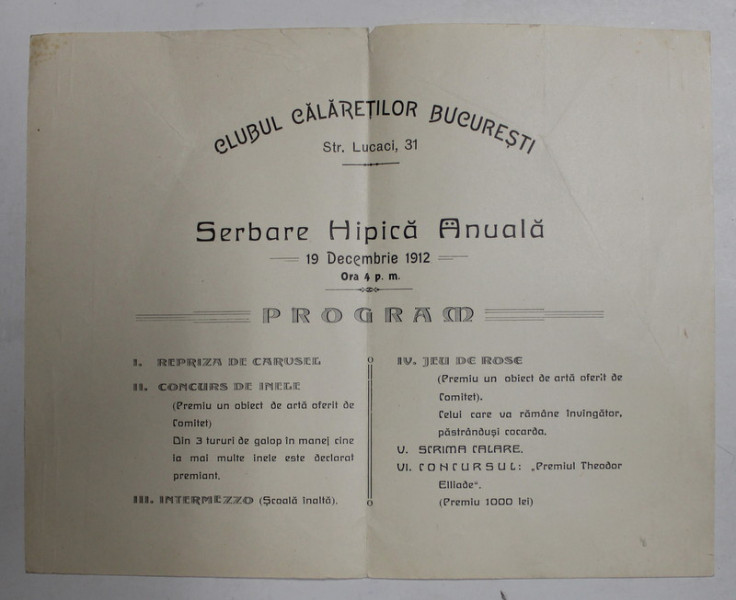 CLUBUL CĂLĂREȚILOR BUCUREȘTI
Str. Lucaci, 31
Serbare Hipică Anuală
19 Decembrie 1912
Ora 4 p. m.
PROGRAM
I. REPRIZA DE CARUSEL
II. CONCURS DE INELE
(Premiu un obiect de artă oferit de
Comitet)
Din 3 tururi de galop în manej cine
ia mai multe inele este declarat
premiant.
III. INTERMEZZO (Școală înaltă).
IV. JEU DE ROSE
(Premiu un obiect de artă oferit de
Comitet).
Celui care va rămâne învingător,
păstrânduși cocarda.
V. SCRIMA CALARE.
VI. CONCURSUL: „Premiul Theodor
Elliade“.
(Premiu 1000 lei)